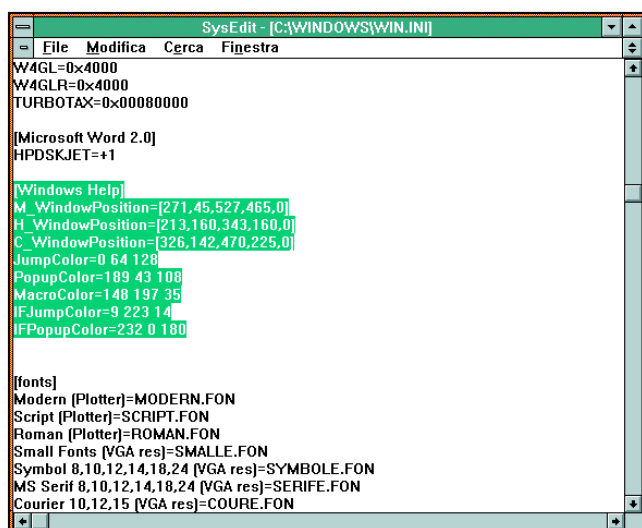 SysEdit - [C:\WINDOWS\WIN.INI]
File Modifica Cerca Finestra
W4GL=0x4000
W4GLR=0x4000
TURBOTAX=0x00080000
[Microsoft Word 2.0]
HPDSKJET=+1
[Windows Help]
M_WindowPosition=[271,45,527,465,0]
H_WindowPosition=[213,160,343,160,0]
C_WindowPosition=[326,142,470,225,0]
JumpColor=0 64 128
PopupColor=189 43 108
MacroColor=148 197 35
IFJumpColor=9 223 14
IFPopupColor=232 0 180
[fonts]
Modern (Plotter)=MODERN.FON
Script (Plotter)=SCRIPT.FON
Roman (Plotter)=ROMAN.FON
Small Fonts (VGA res)=SMALLE.FON
Symbol 8,10,12,14,18,24 (VGA res)=SYMBOLE.FON
MS Serif 8,10,12,14,18,24 (VGA res)=SERIFE.FON
Courier 10,12,15 (VGA res)=COURE.FON